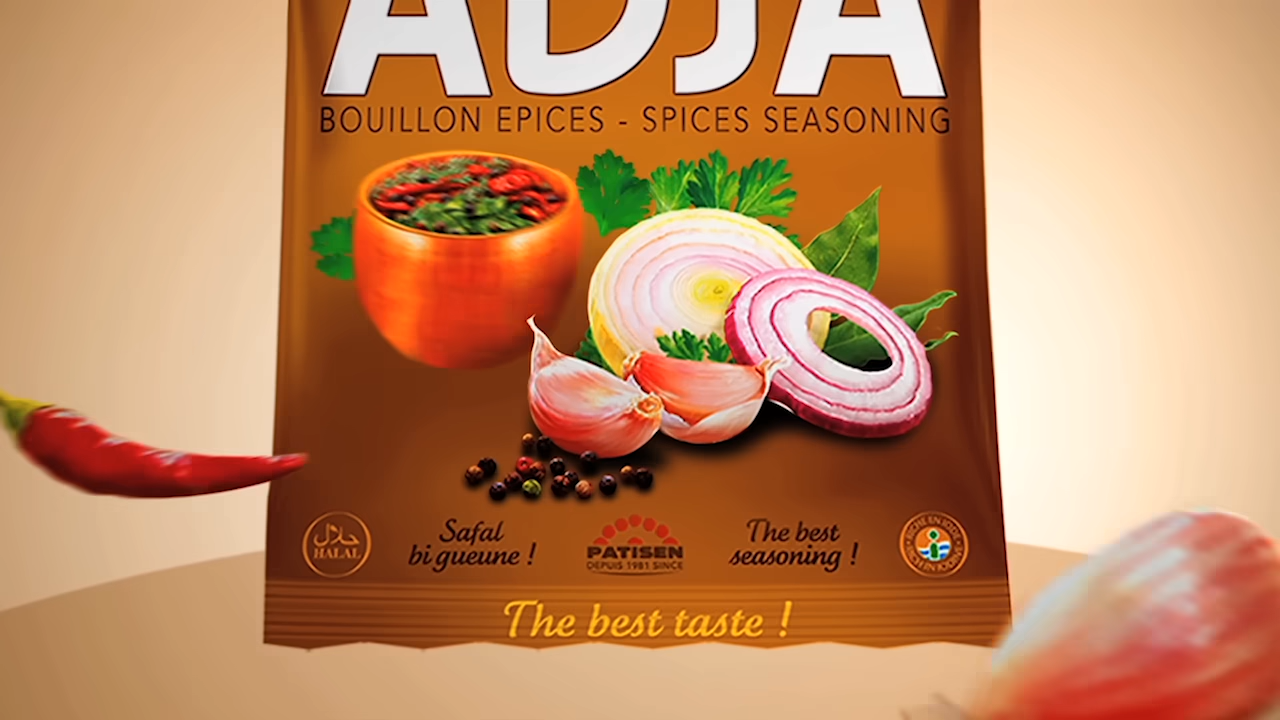 ADJA
BOUILLON EPICES - SPICES SEASONING
حلال
HALAL
Safal
bi gueune !
PATISEN
DEPUIS 1981 SINCE
The best
seasoning !
The best taste !